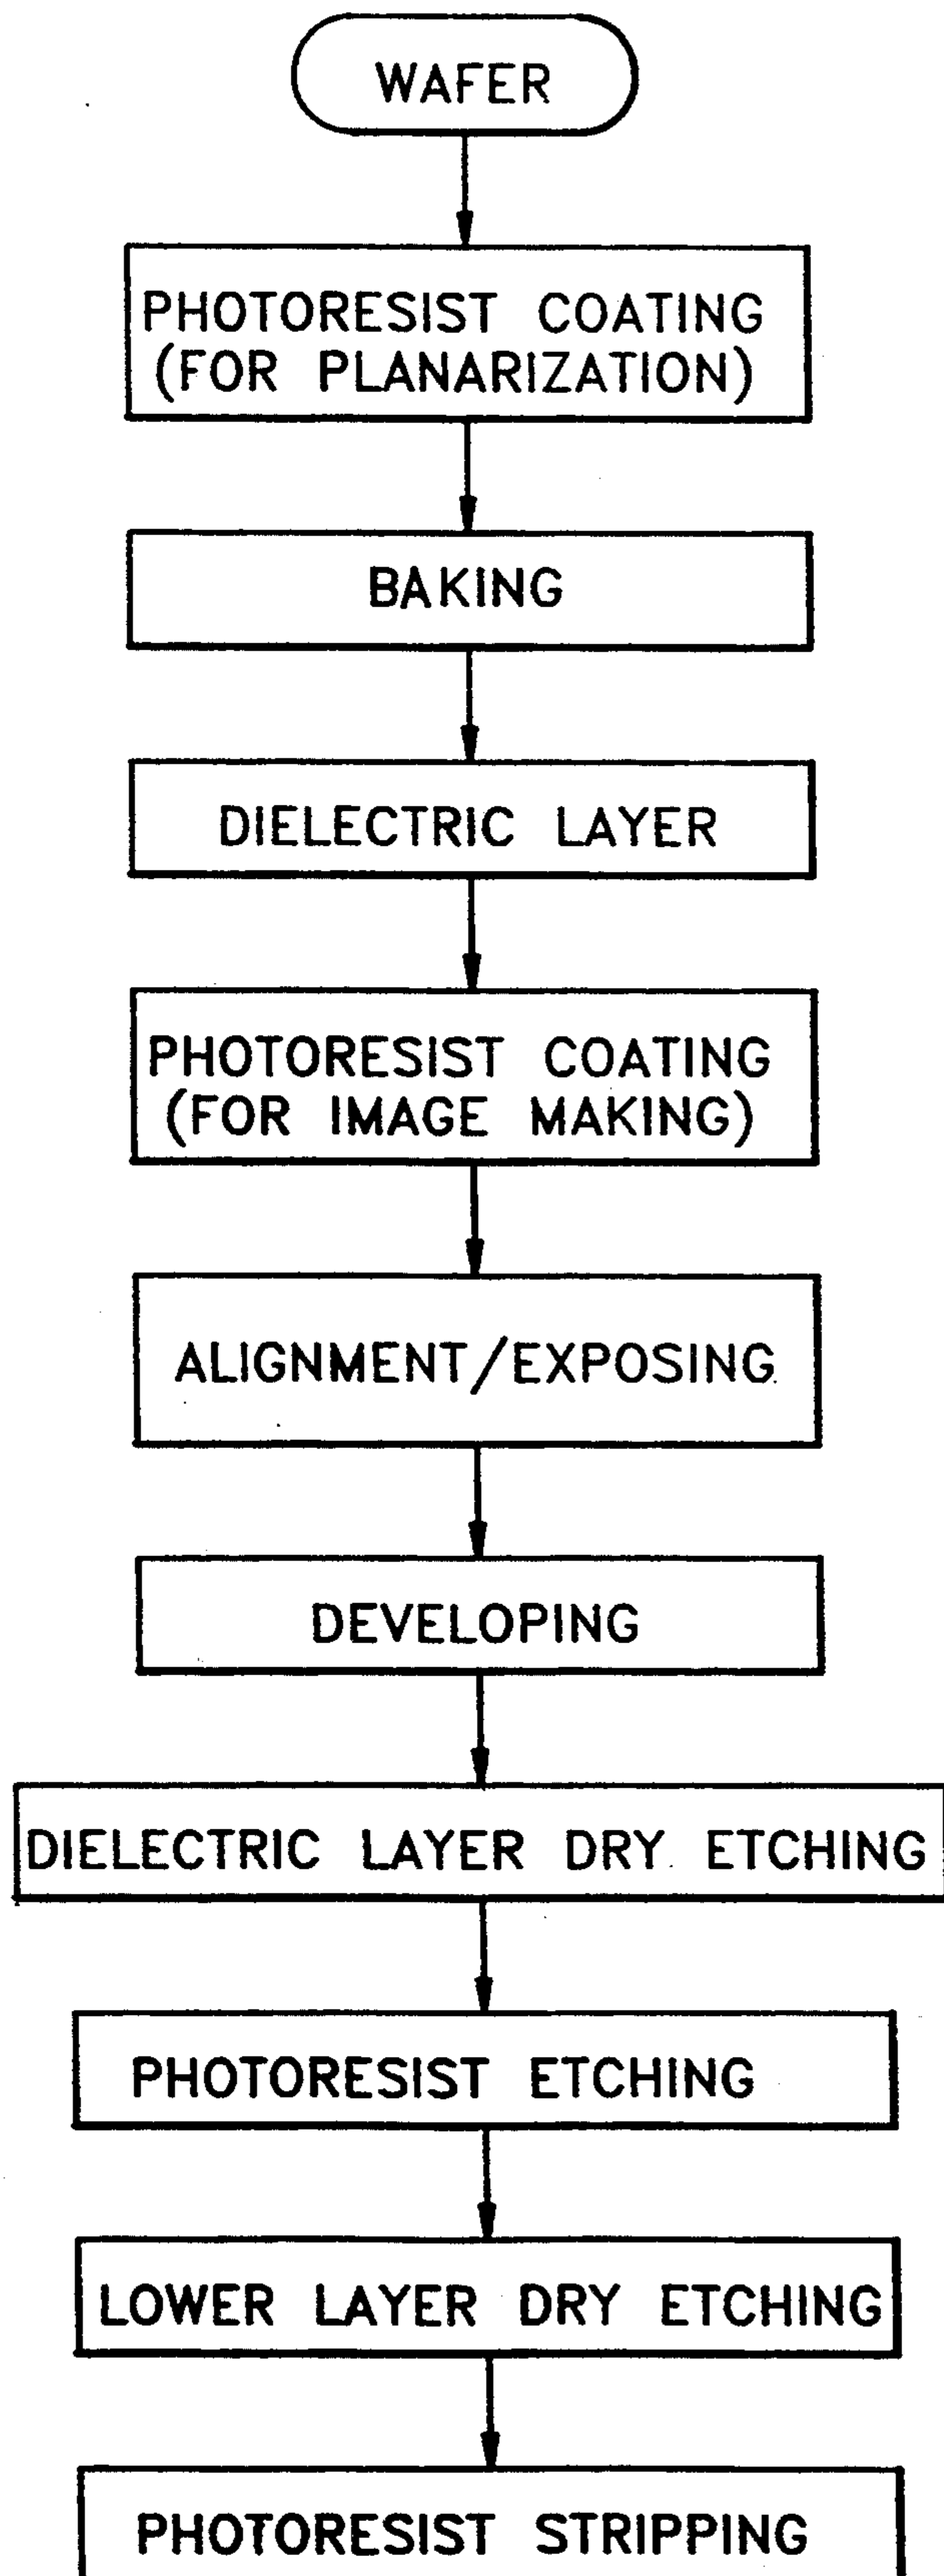 WAFER
PHOTORESIST COATING
(FOR PLANARIZATION)
BAKING
DIELECTRIC LAYER
PHOTORESIST COATING
(FOR IMAGE MAKING)
ALIGNMENT/EXPOSING
DEVELOPING
DIELECTRIC LAYER DRY ETCHING
PHOTORESIST ETCHING
LOWER LAYER DRY ETCHING
PHOTORESIST STRIPPING